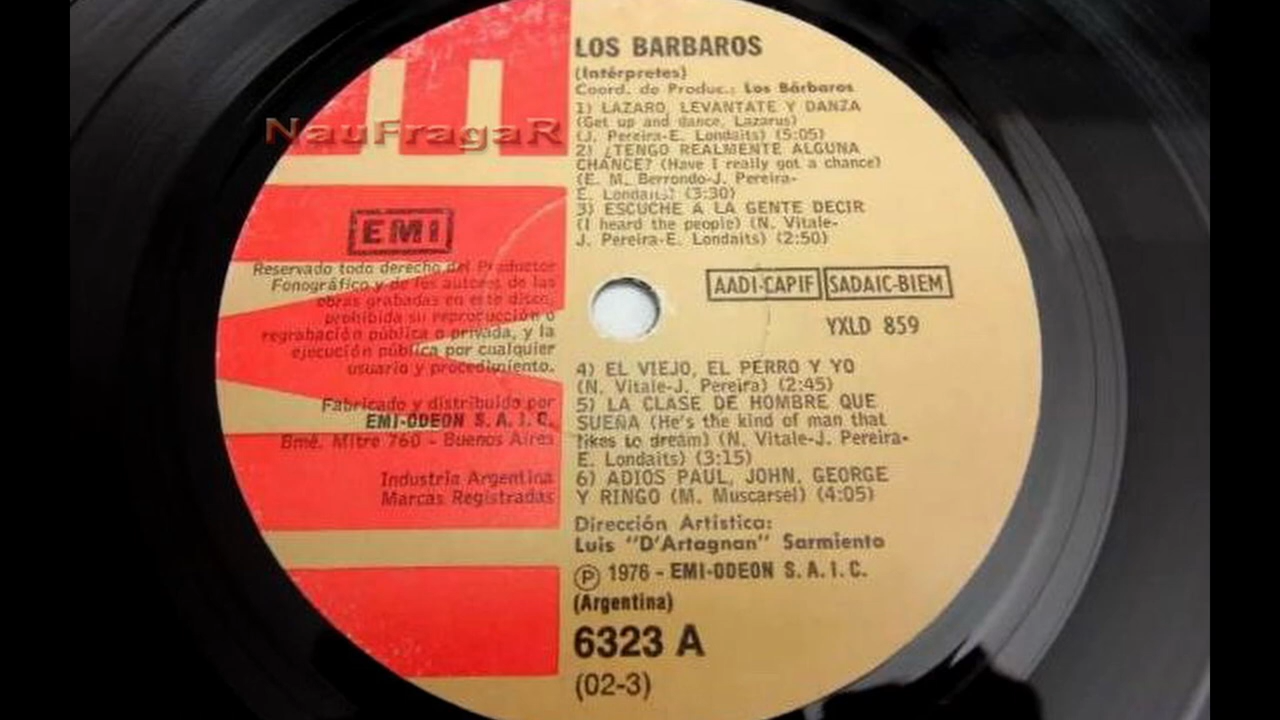 NauFragaR
EMI
Reservado todo derecho del Productor
Fonográfico y de los autores de las
obras grabadas en este disco,
prohibida su reproducción o
regrabación pública o privada, y la
ejecución pública por cualquier
usuario y procedimiento.
Fabricado y distribuido por
EMI-ODEON S. A. I. C.
Bmé. Mitre 760 - Buenos Aires
Industria Argentina
Marcas Registradas
LOS BARBAROS
(Intérpretes)
Coord. de Produc.: Los Bárbaros
1) LAZARO, LEVANTATE Y DANZA
(Get up and dance, Lazarus)
(J. Pereira-E. Londaits) (5:05)
2) ¿TENGO REALMENTE ALGUNA
CHANCE? (Have I really got a chance)
(E. M. Berrondo-J. Pereira-
E. Londaits) (3:30)
3) ESCUCHE A LA GENTE DECIR
(I heard the people) (N. Vitale-
J. Pereira-E. Londaits) (2:50)
AADI-CAPIF SADAIC-BIEM
YXLD 859
4) EL VIEJO, EL PERRO Y YO
(N. Vitale-J. Pereira) (2:45)
5) LA CLASE DE HOMBRE QUE
SUEÑA (He's the kind of man that
likes to dream) (N. Vitale-J. Pereira-
E. Londaits) (3:15)
6) ADIOS PAUL, JOHN, GEORGE
Y RINGO (M. Muscarsel) (4:05)
Dirección Artística:
Luis "D'Artagnan" Sarmiento
Ⓟ 1976 - EMI-ODEON S. A. I. C.
(Argentina)
6323 A
(02-3)